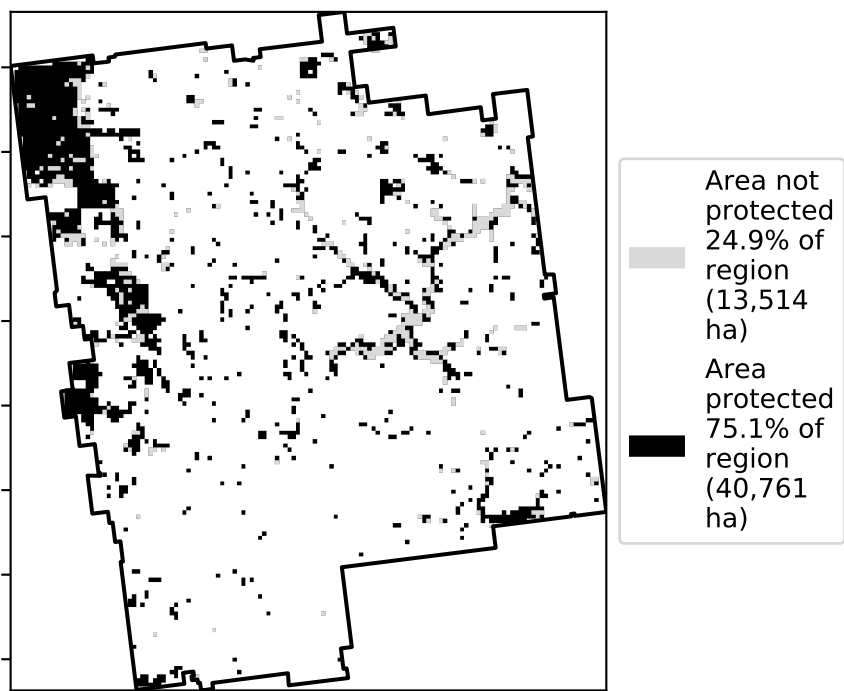 Area not
protected
24.9% of
region
(13,514
ha)
Area
protected
75.1% of
region
(40,761
ha)